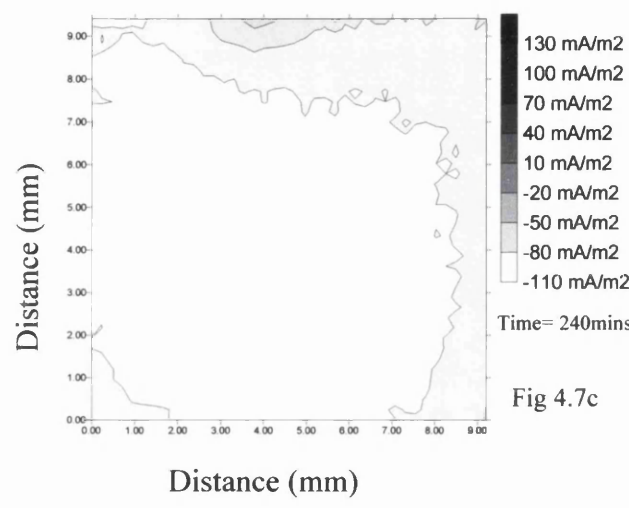 9.00
8.00
7.00
6.00
5.00
4.00
3.00
2.00
1.00
0.00
0.00 1.00 2.00 3.00 4.00 5.00 6.00 7.00 8.00 9.00
Distance (mm)
Distance (mm)
130 mA/m2
100 mA/m2
70 mA/m2
40 mA/m2
10 mA/m2
-20 mA/m2
-50 mA/m2
-80 mA/m2
-110 mA/m2
Time= 240mins
Fig 4.7c